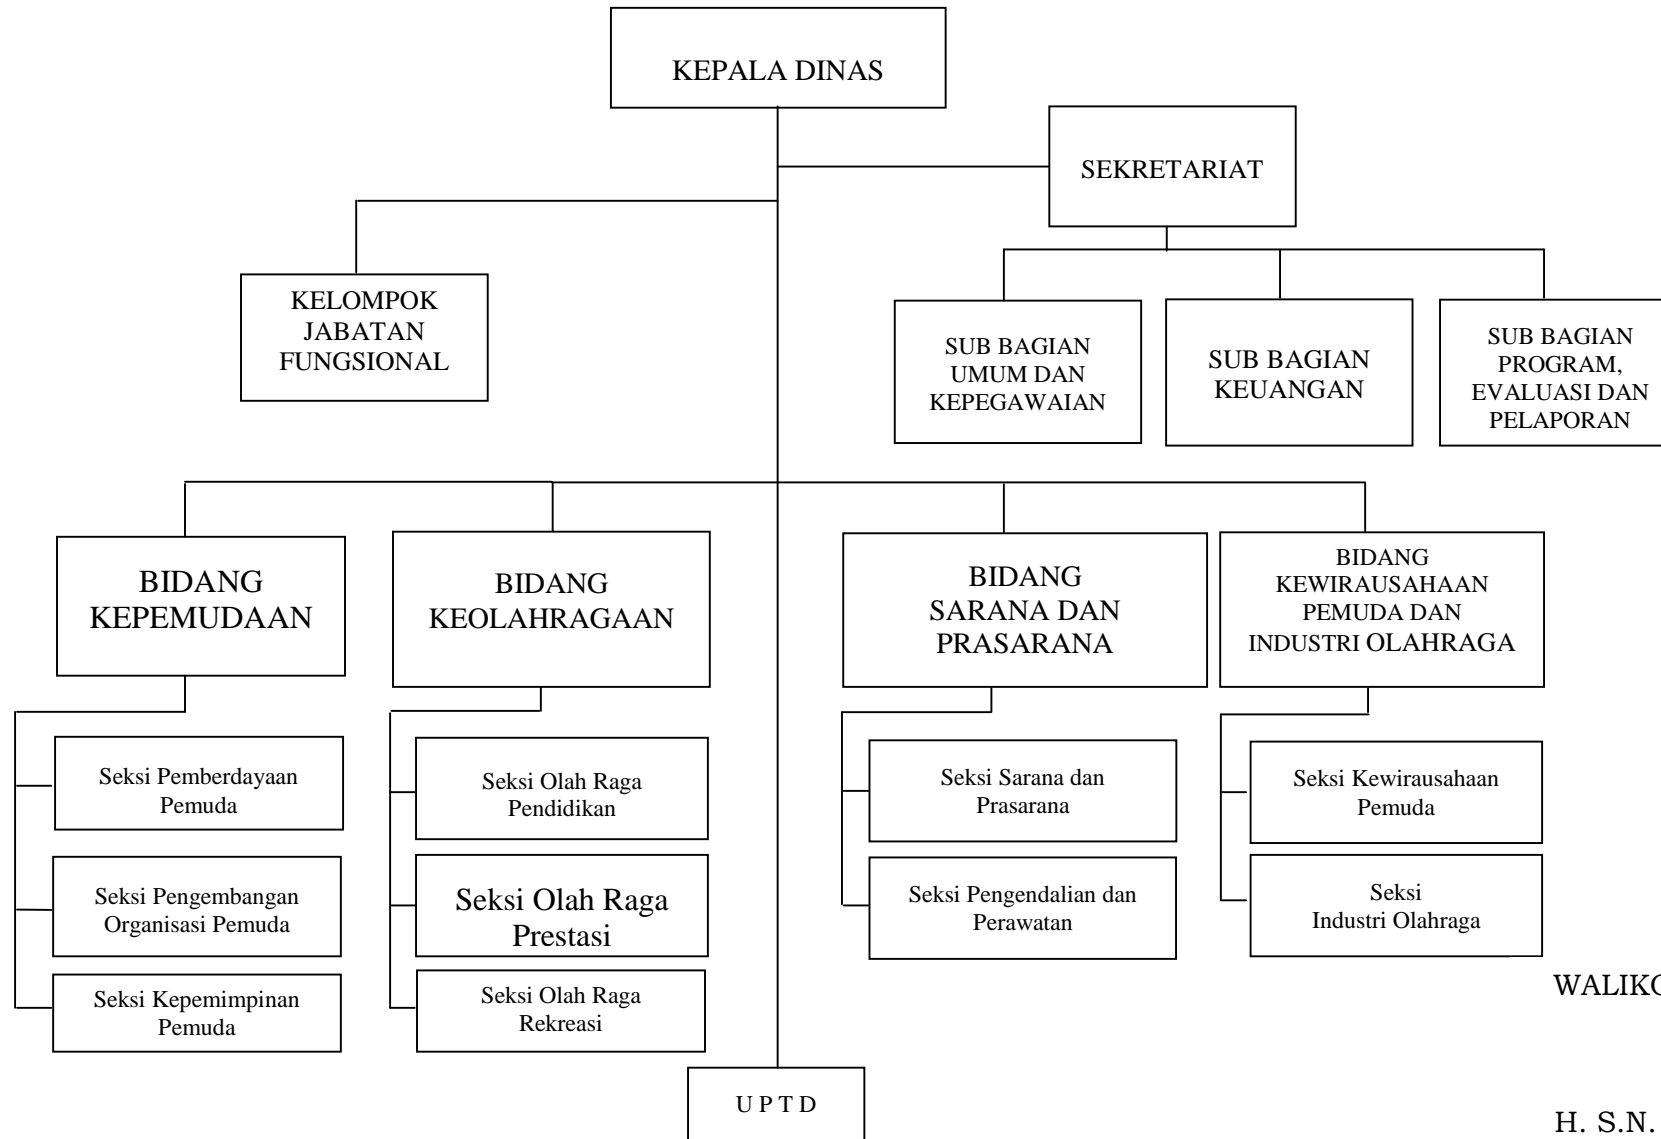 KEPALA DINAS
SEKRETARIAT
KELOMPOK
JABATAN
FUNGSIONAL
SUB BAGIAN
UMUM DAN
KEPEGAWAIAN
SUB BAGIAN
KEUANGAN
SUB BAGIAN
PROGRAM,
EVALUASI DAN
PELAPORAN
BIDANG
KEPEMUDAAN
BIDANG
KEOLAHRAGAAN
BIDANG
SARANA DAN
PRASARANA
BIDANG
KEWIRAUSAHAAN
PEMUDA DAN
INDUSTRI OLAHRAGA
Seksi Pemberdayaan
Pemuda
Seksi Pengembangan
Organisasi Pemuda
Seksi Kepemimpinan
Pemuda
Seksi Olah Raga
Pendidikan
Seksi Olah Raga
Prestasi
Seksi Olah Raga
Rekreasi
Seksi Sarana dan
Prasarana
Seksi Pengendalian dan
Perawatan
Seksi Kewirausahaan
Pemuda
Seksi
Industri Olahraga
U P T D
H. S.N.